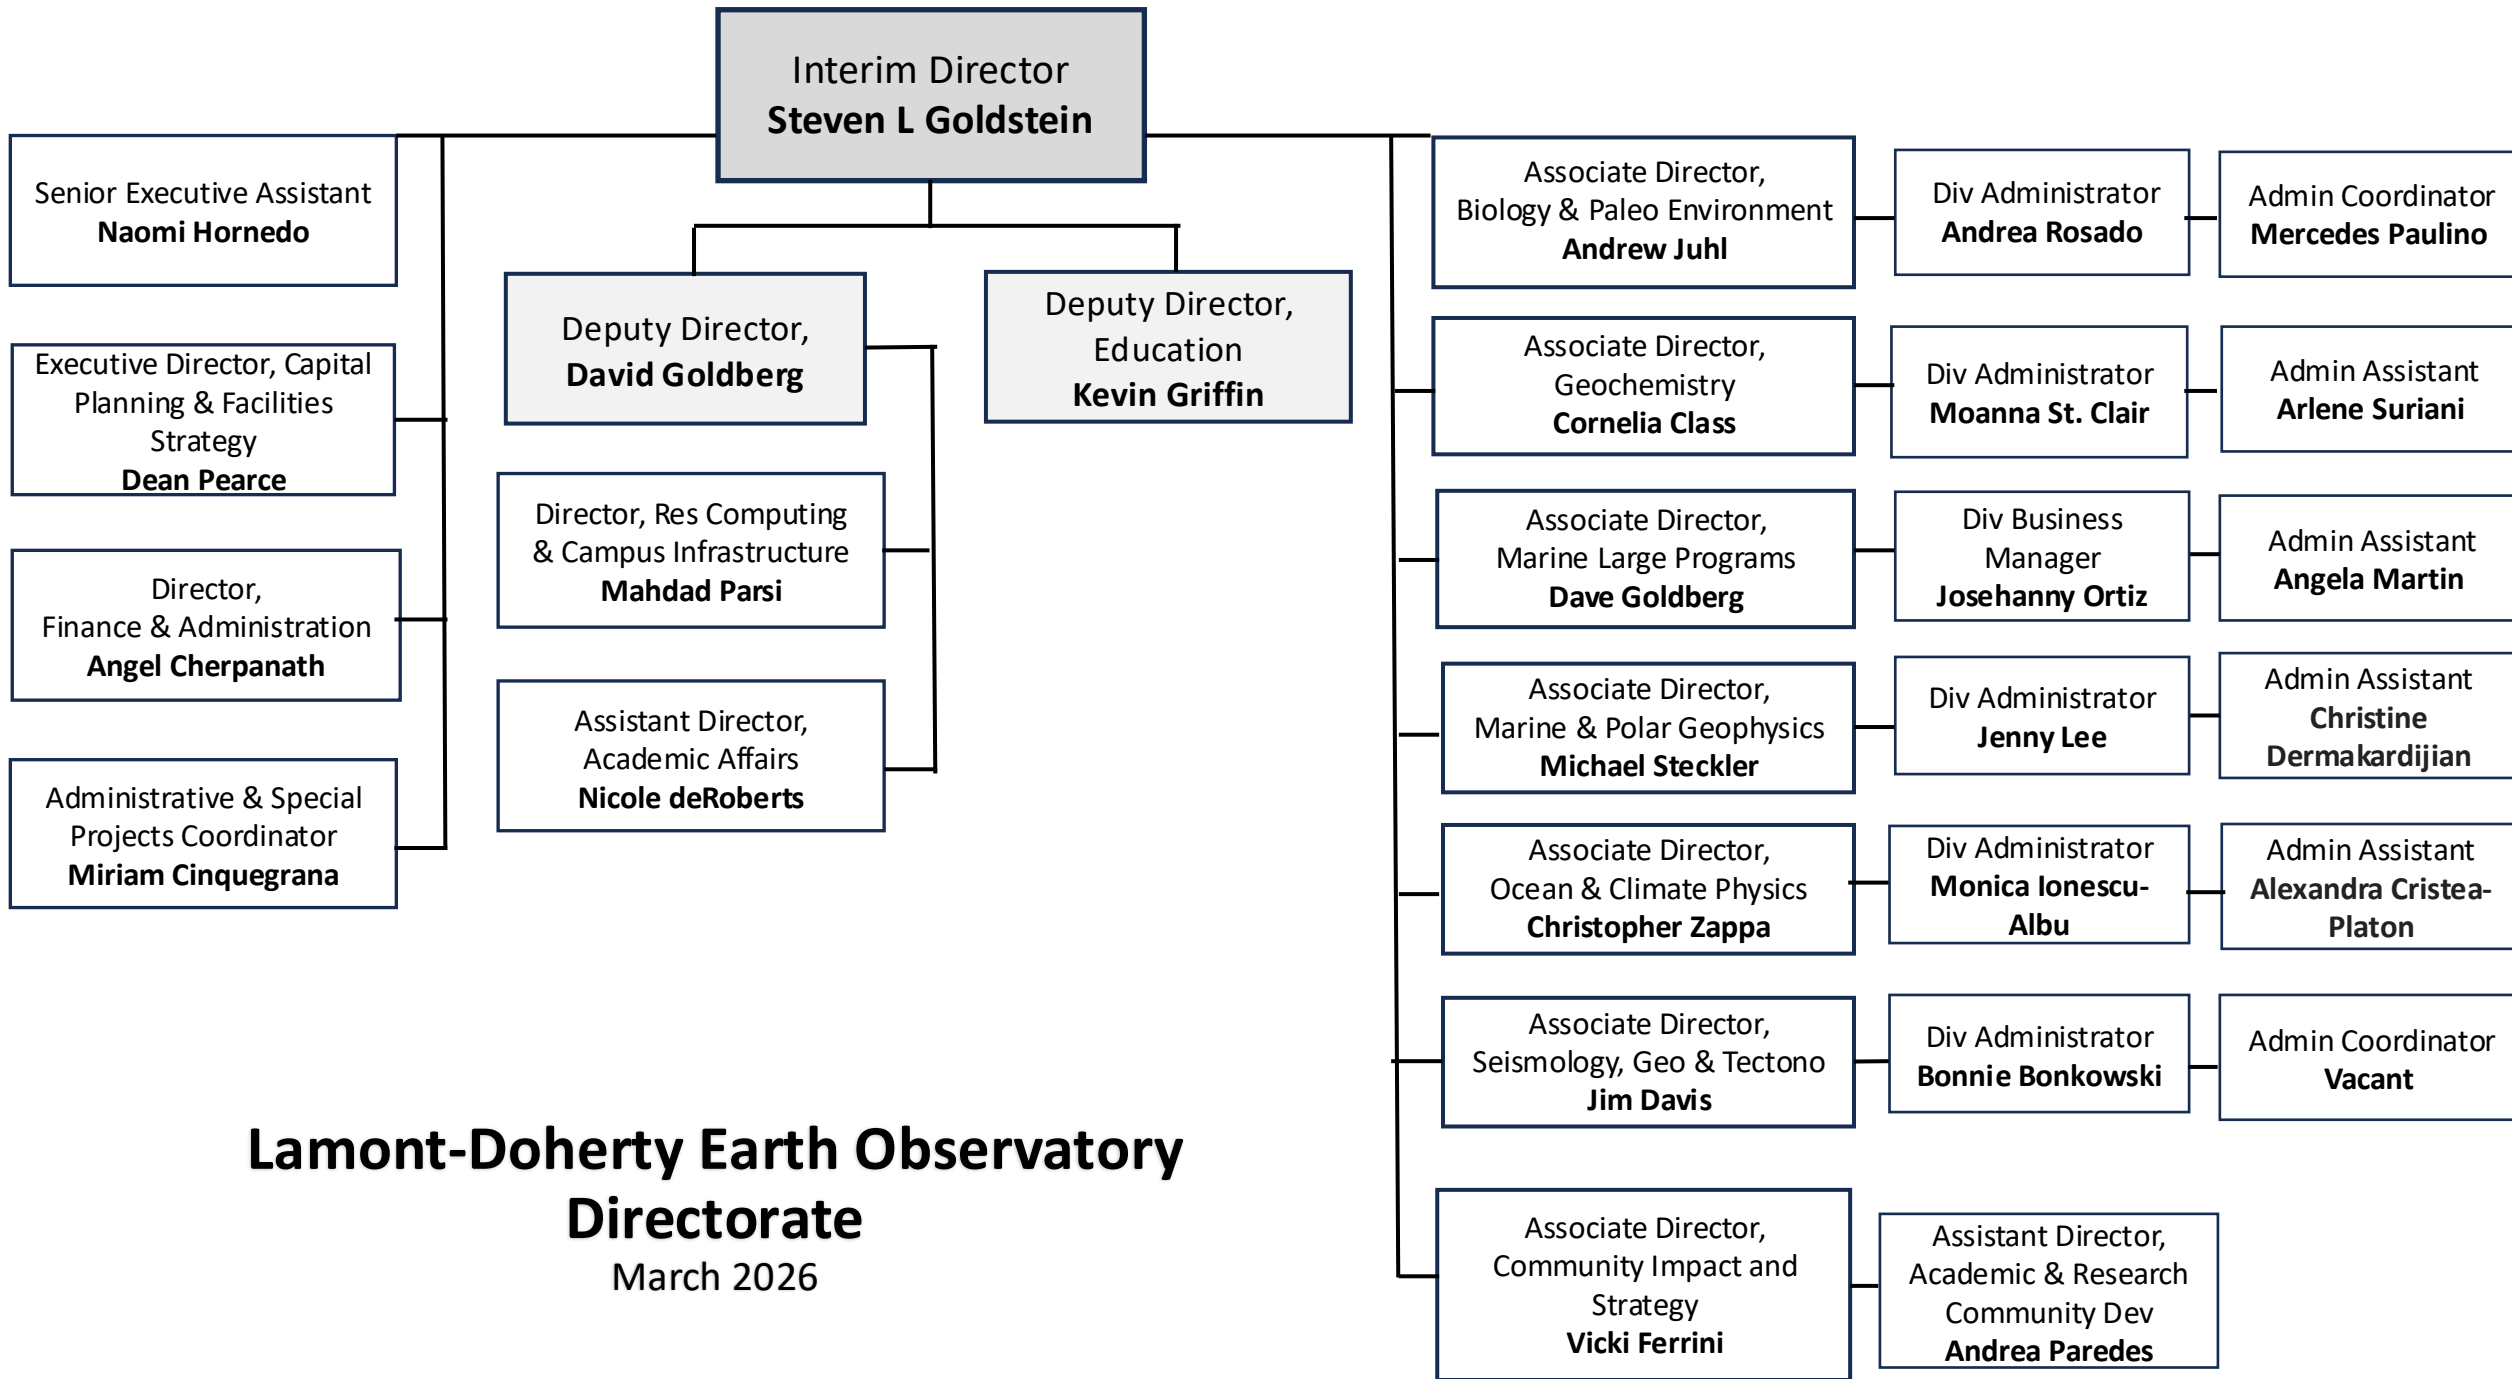 Interim Director
Steven L Goldstein
Senior Executive Assistant
Naomi Hornedo
Executive Director, Capital
Planning & Facilities
Strategy
Dean Pearce
Director,
Finance & Administration
Angel Cherpanath
Administrative & Special
Projects Coordinator
Miriam Cinquegrana
Deputy Director,
David Goldberg
Director, Res Computing
& Campus Infrastructure
Mahdad Parsi
Assistant Director,
Academic Affairs
Nicole deRoberts
Deputy Director,
Education
Kevin Griffin
Associate Director,
Biology & Paleo Environment
Andrew Juhl
Div Administrator
Andrea Rosado
Admin Coordinator
Mercedes Paulino
Associate Director,
Geochemistry
Cornelia Class
Div Administrator
Moanna St. Clair
Admin Assistant
Arlene Suriani
Associate Director,
Marine Large Programs
Dave Goldberg
Div Business
Manager
Josehanny Ortiz
Admin Assistant
Angela Martin
Associate Director,
Marine & Polar Geophysics
Michael Steckler
Div Administrator
Jenny Lee
Admin Assistant
Christine
Dermakardijian
Associate Director,
Ocean & Climate Physics
Christopher Zappa
Div Administrator
Monica Ionescu-
Albu
Admin Assistant
Alexandra Cristea-
Platon
Associate Director,
Seismology, Geo & Tectono
Jim Davis
Div Administrator
Bonnie Bonkowski
Admin Coordinator
Vacant
Associate Director,
Community Impact and
Strategy
Vicki Ferrini
Assistant Director,
Academic & Research
Community Dev
Andrea Paredes
Lamont-Doherty Earth Observatory
Directorate
March 2026